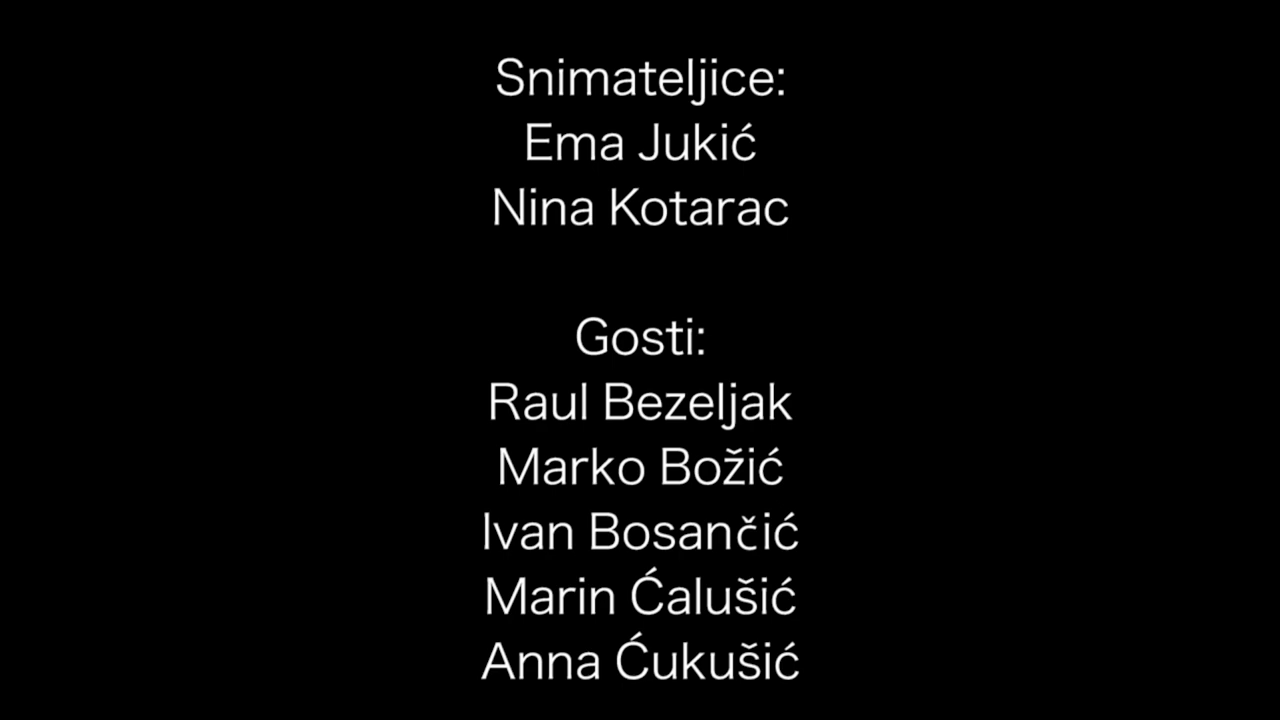 Snimateljice:
Ema Jukić
Nina Kotarac
Gosti:
Raul Bezeljak
Marko Božić
Ivan Bosančić
Marin Ćalušić
Anna Ćukušić